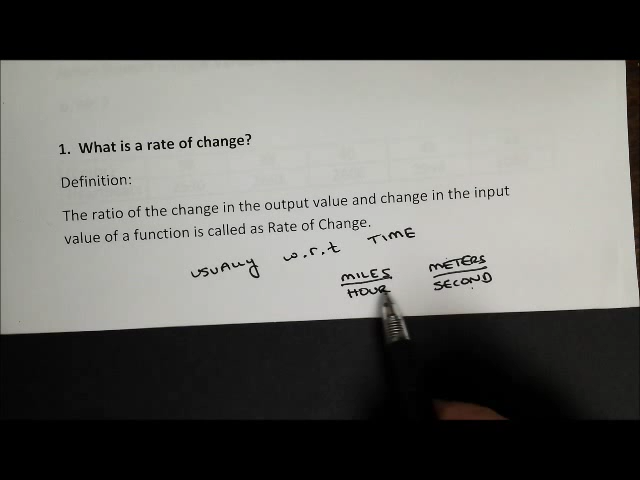 1. What is a rate of change?
Definition:
The ratio of the change in the output value and change in the input
value of a function is called as Rate of Change.
USUALLY w.r.t TIME
MILES METERS
HOUR SECOND